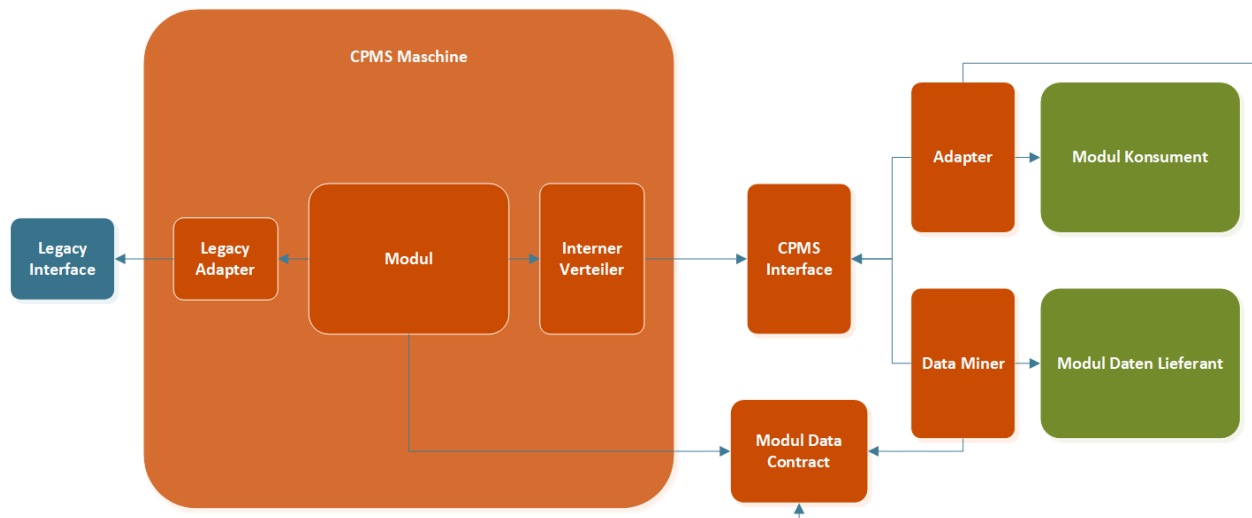 CPMS Maschine
Legacy
Interface
Legacy
Adapter
Modul
Interner
Verteiler
CPMS
Interface
Adapter
Modul Konsument
Data Miner
Modul Daten Lieferant
Modul Data
Contract